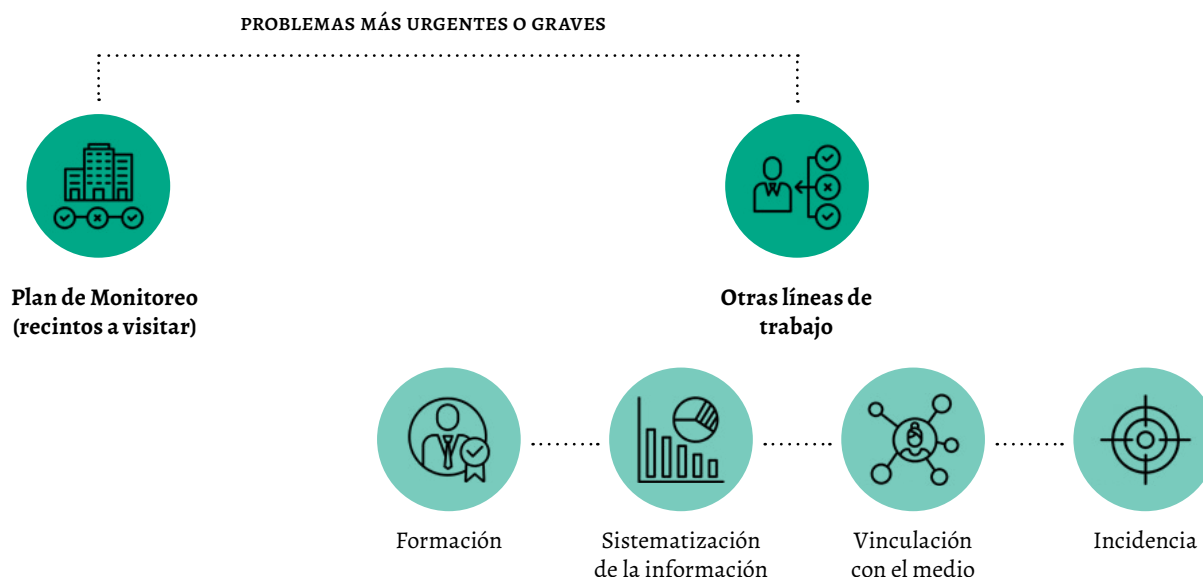 PROBLEMAS MÁS URGENTES O GRAVES
Plan de Monitoreo
(recintos a visitar)
Otras líneas de
trabajo
Formación
Sistematización
de la información
Vinculación
con el medio
Incidencia